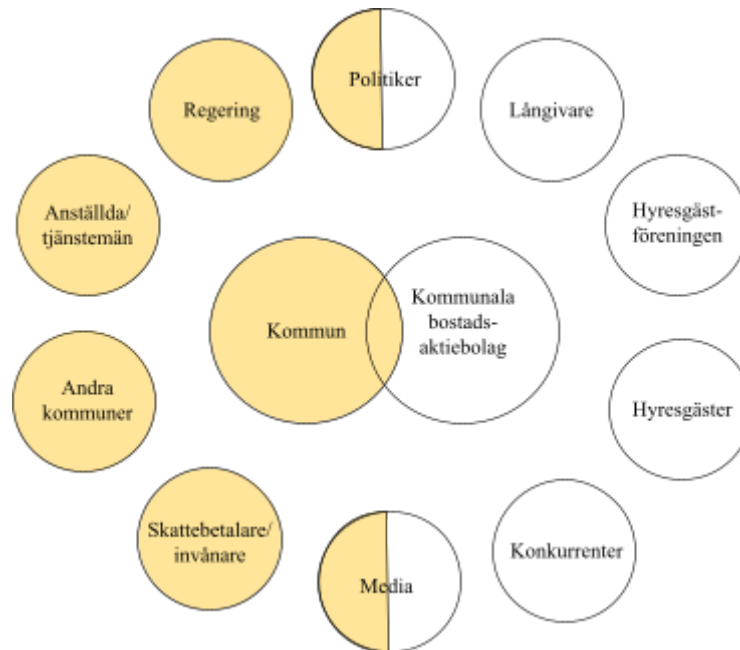 Politiker
Regering
Långivare
Anställda/
tjänstemän
Hyresgäst-
föreningen
Kommun
Kommunala
bostads-
aktiebolag
Andra
kommuner
Hyresgäster
Skattebetalare/
invånare
Konkurrenter
Media